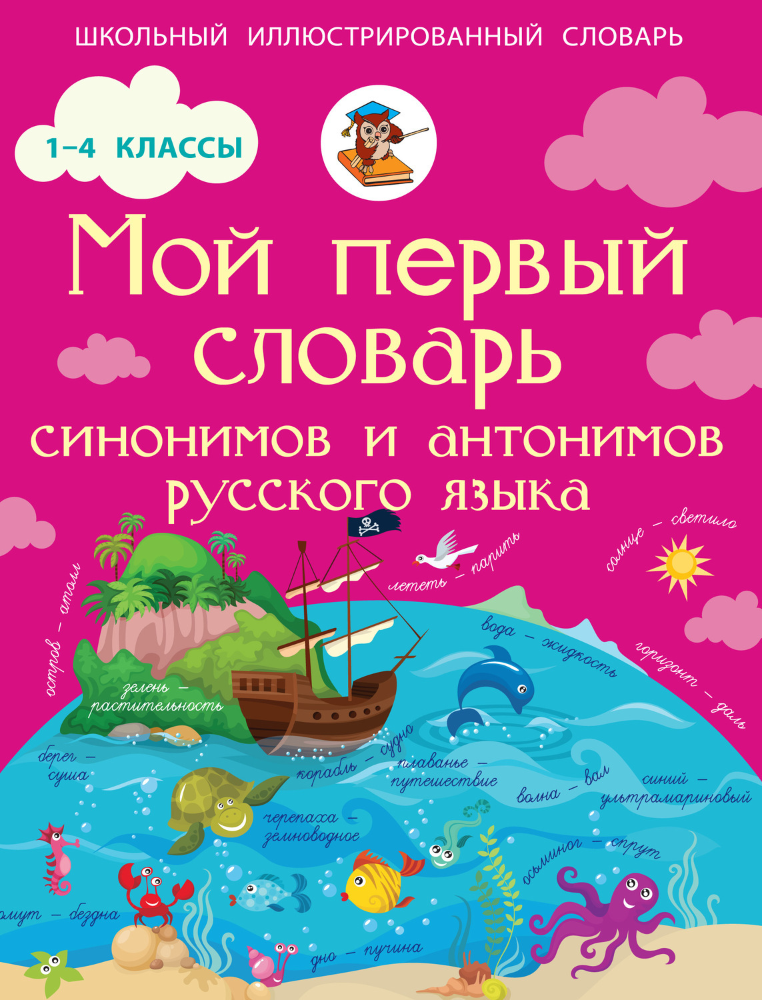 ШКОЛЬНЫЙ ИЛЛЮСТРИРОВАННЫЙ СЛОВАРЬ
1–4 КЛАССЫ
Мой первый
словарь
синонимов и антонимов
русского языка
солнце – светило
лететь – парить
остров – атолл
вода – жидкость
горизонт – даль
зелень –
растительность
берег –
суша
корабль – судно
плаванье –
путешествие
волна – вал
синий –
ультрамариновый
черепаха –
земноводное
осьминог – спрут
омут – бездна
дно – пучина